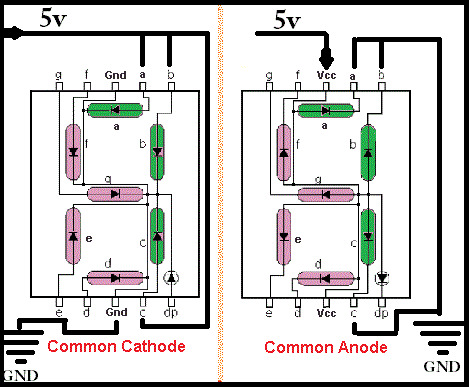 5v
g f Gnd a b
a
f
b
g
e
c
d
e d Gnd c dp
Common Cathode
GND
5v
g f Vcc a b
a
f
b
g
e
c
d
e d Vcc c dp
Common Anode
GND